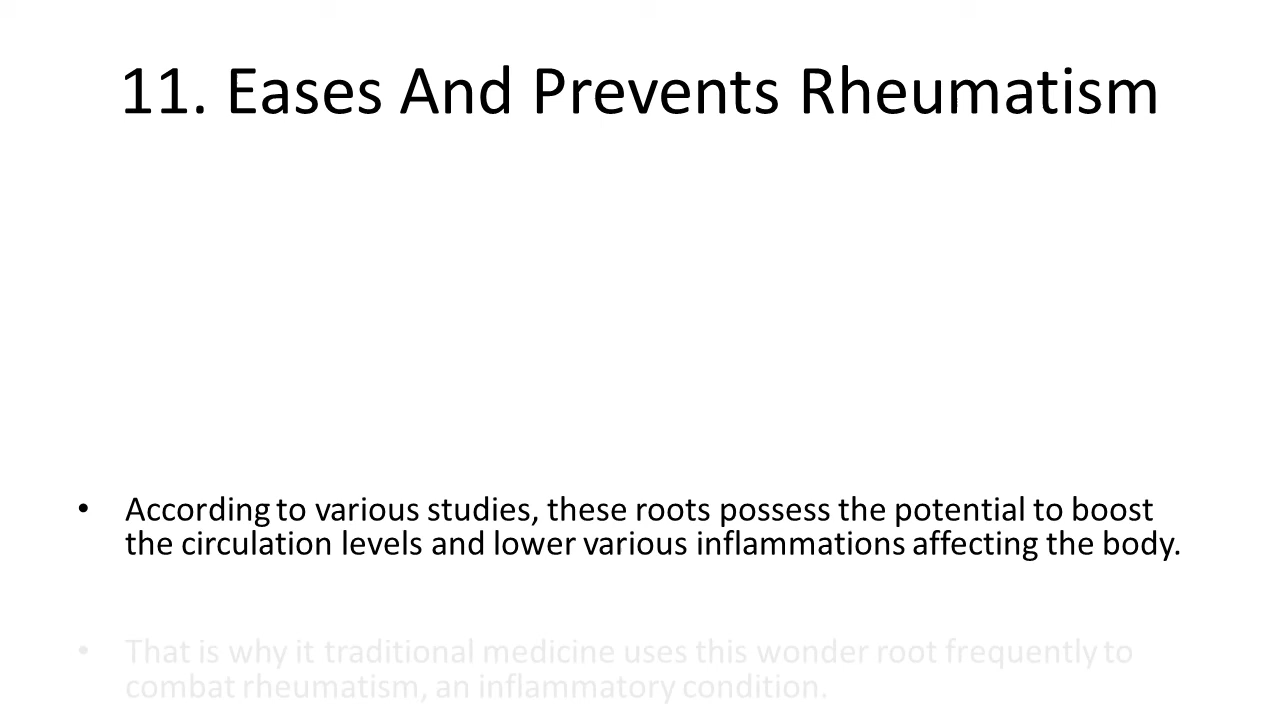 11. Eases And Prevents Rheumatism
• According to various studies, these roots possess the potential to boost
the circulation levels and lower various inflammations affecting the body.
• That is why it traditional medicine uses this wonder root frequently to
combat rheumatism, an inflammatory condition.